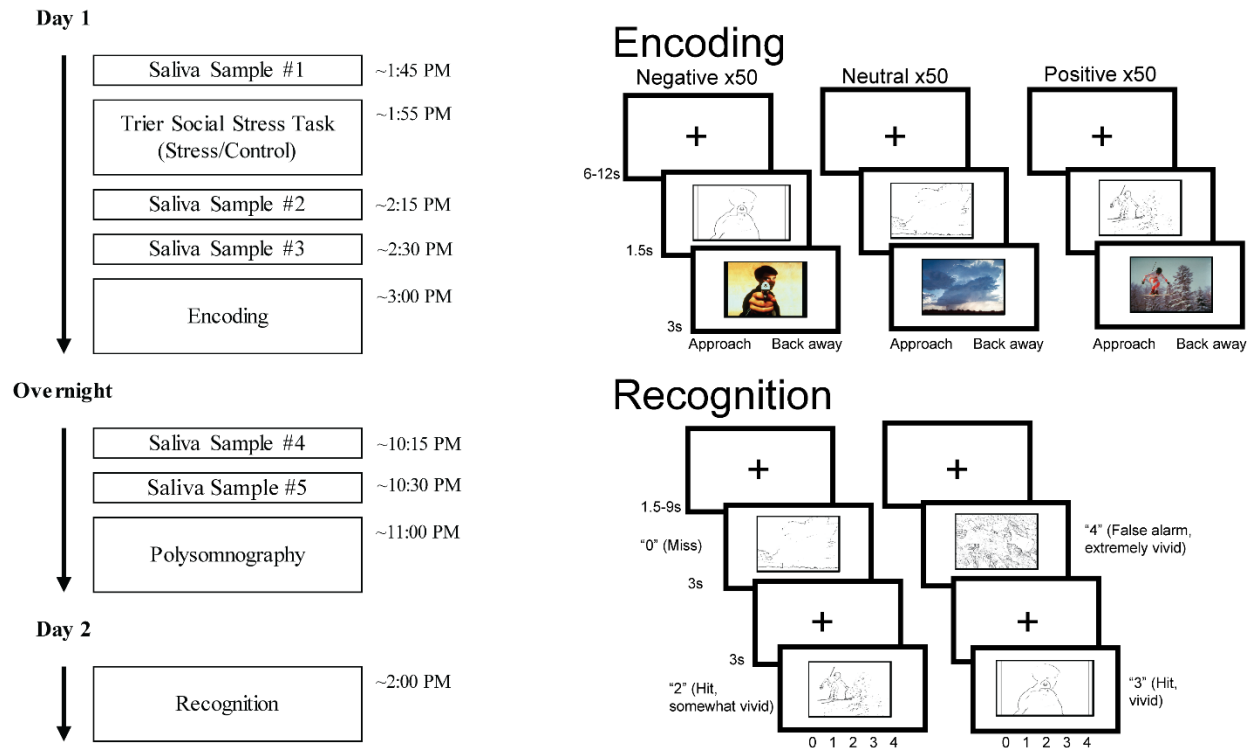 Day 1
Saliva Sample #1
~1:45 PM
Trier Social Stress Task
(Stress/Control)
~1:55 PM
Saliva Sample #2
~2:15 PM
Saliva Sample #3
~2:30 PM
Encoding
~3:00 PM
Overnight
Saliva Sample #4
~10:15 PM
Saliva Sample #5
~10:30 PM
Polysomnography
~11:00 PM
Day 2
Recognition
~2:00 PM
Encoding
Negative x50
Neutral x50
Positive x50
+
+
+
6-12s
1.5s
3s
Approach Back away
Approach Back away
Approach Back away
Recognition
+
+
1.5-9s
“0” (Miss)
“4” (False alarm,
extremely vivid)
3s
+
+
3s
“2” (Hit,
somewhat vivid)
“3” (Hit,
vivid)
0 1 2 3 4
0 1 2 3 4